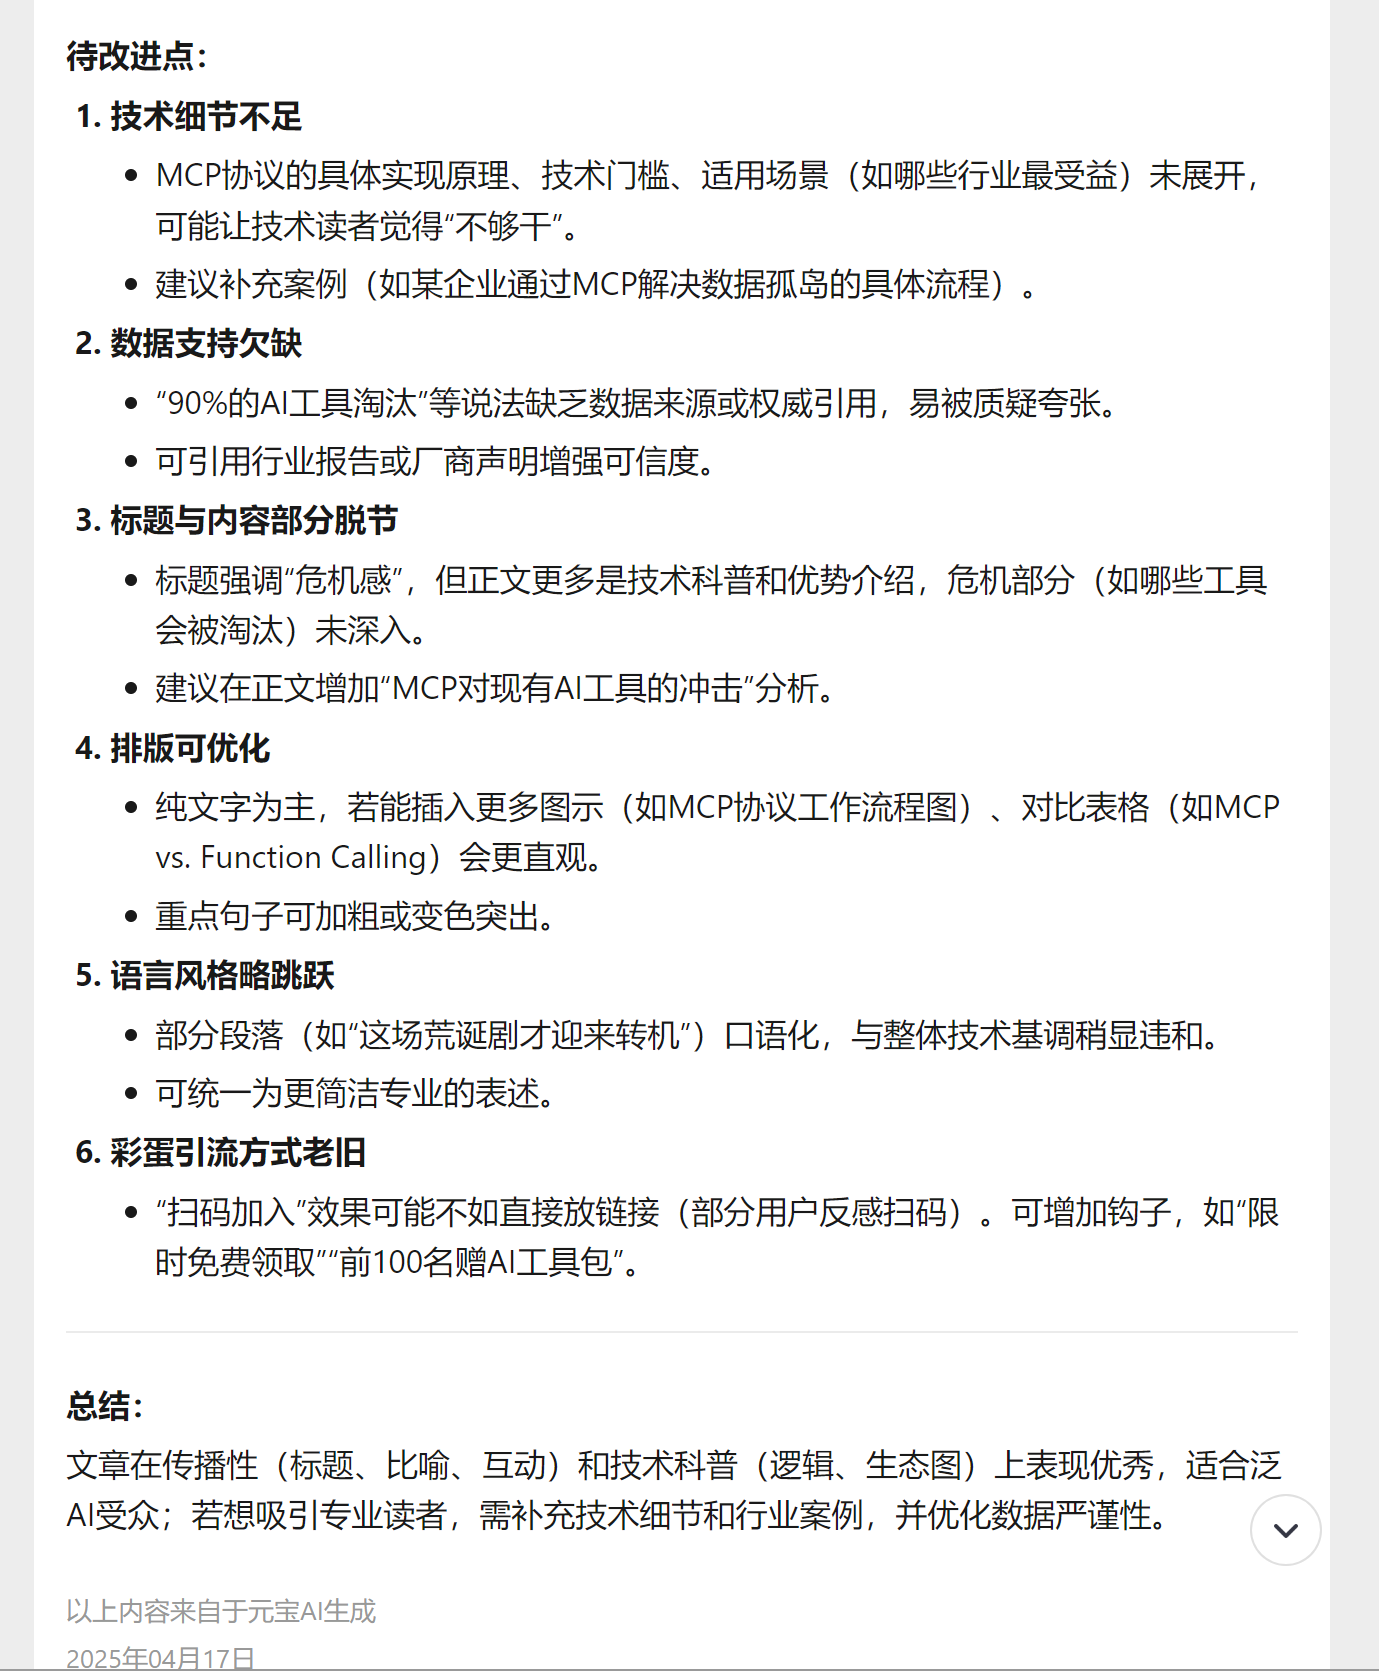 待改进点：
1. 技术细节不足
• MCP协议的具体实现原理、技术门槛、适用场景（如哪些行业最受益）未展开，
可能让技术读者觉得“不够干”。
• 建议补充案例（如某企业通过MCP解决数据孤岛的具体流程）。
2. 数据支持欠缺
• “90%的AI工具淘汰”等说法缺乏数据来源或权威引用，易被质疑夸张。
• 可引用行业报告或厂商声明增强可信度。
3. 标题与内容部分脱节
• 标题强调“危机感”，但正文更多是技术科普和优势介绍，危机部分（如哪些工具
会被淘汰）未深入。
• 建议在正文增加“MCP对现有AI工具的冲击”分析。
4. 排版可优化
• 纯文字为主，若能插入更多图示（如MCP协议工作流程图）、对比表格（如MCP
vs. Function Calling）会更直观。
• 重点句子可加粗或变色突出。
5. 语言风格略跳跃
• 部分段落（如“这场荒诞剧才迎来转机”）口语化，与整体技术基调稍显违和。
• 可统一为更简洁专业的表述。
6. 彩蛋引流方式老旧
• “扫码加入”效果可能不如直接放链接（部分用户反感扫码）。可增加钩子，如“限
时免费领取”“前100名赠AI工具包”。
总结：
文章在传播性（标题、比喻、互动）和技术科普（逻辑、生态图）上表现优秀，适合泛
AI受众；若想吸引专业读者，需补充技术细节和行业案例，并优化数据严谨性。
以上内容来自于元宝AI生成
2025年04月17日